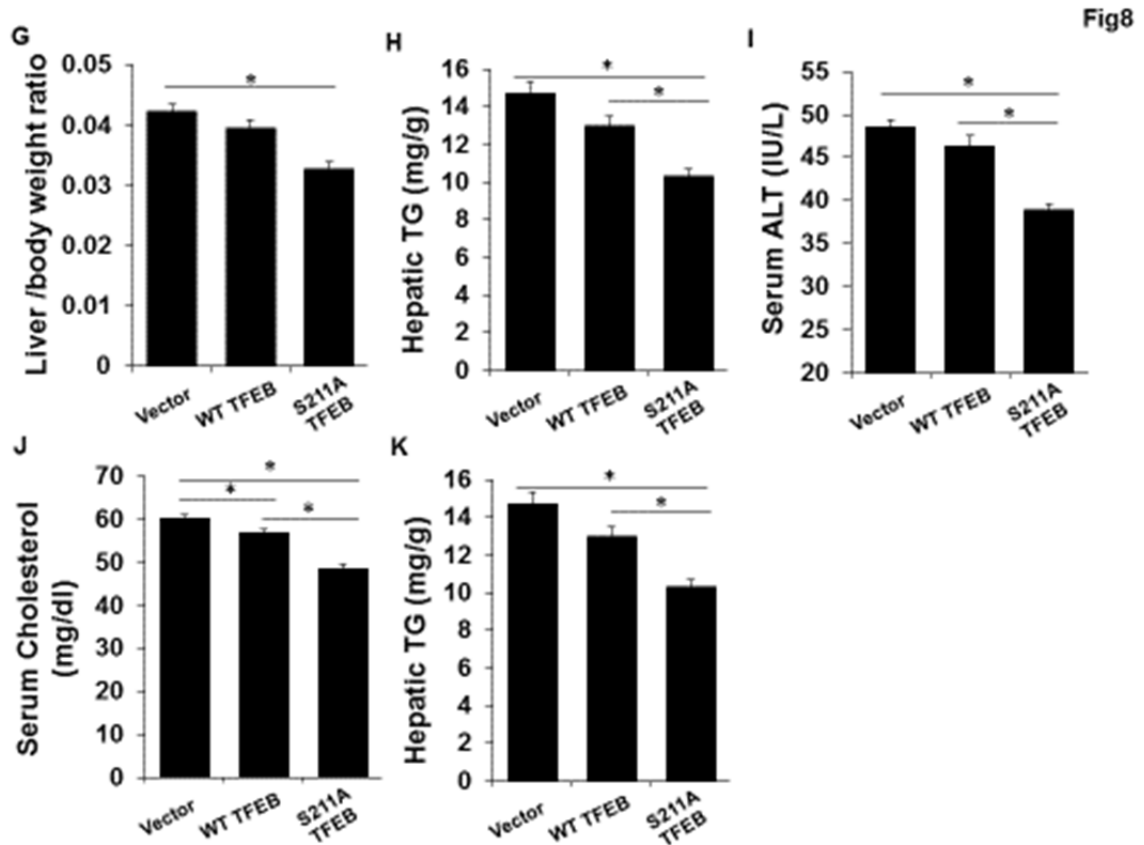 Fig8
G
Liver /body weight ratio
0.05
0.04
0.03
0.02
0.01
0
*
Vector
WT TFEB
S211A
TFEB
H
Hepatic TG (mg/g)
16
14
12
10
8
6
4
2
0
*
*
Vector
WT TFEB
S211A
TFEB
I
Serum ALT (IU/L)
55
50
45
40
35
30
25
20
*
*
Vector
WT TFEB
S211A
TFEB
J
Serum Cholesterol
(mg/dl)
70
60
50
40
30
20
10
0
*
*
*
Vector
WT TFEB
S211A
TFEB
K
Hepatic TG (mg/g)
16
14
12
10
8
6
4
2
0
*
*
Vector
WT TFEB
S211A
TFEB